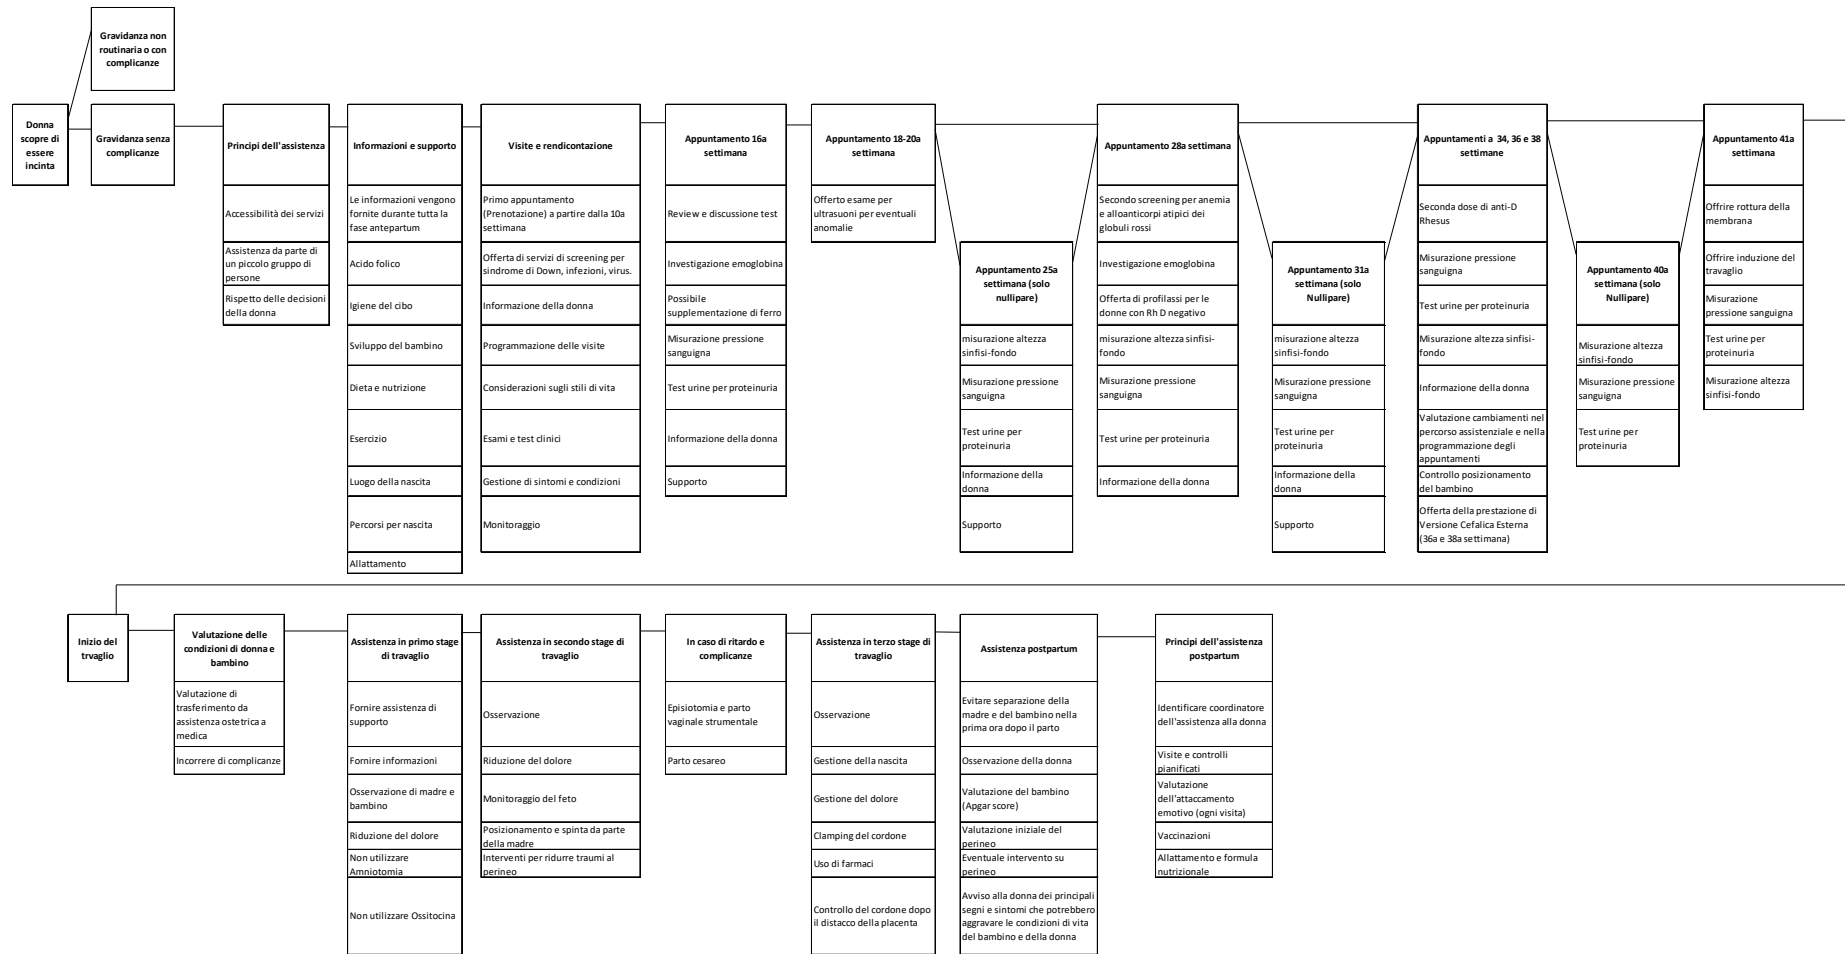 Gravidanza non
routinaria o con
complicanze
Donna
scopre di
essere
incinta
Gravidanza senza
complicanze
Principi dell'assistenza
Accessibilità dei servizi
Assistenza da parte di
un piccolo gruppo di
persone
Rispetto delle decisioni
della donna
Informazioni e supporto
Le informazioni vengono
fornite durante tutta la
fase antepartum
Acido folico
Igiene del cibo
Sviluppo del bambino
Dieta e nutrizione
Esercizio
Luogo della nascita
Percorsi per nascita
Allattamento
Visite e rendicontazione
Primo appuntamento
(Prenotazione) a partire dalla 10a
settimana
Offerta di servizi di screening per
sindrome di Down, infezioni, virus.
Informazione della donna
Programmazione delle visite
Considerazioni sugli stili di vita
Esami e test clinici
Gestione di sintomi e condizioni
Monitoraggio
Appuntamento 16a
settimana
Review e discussione test
Investigazione emoglobina
Possibile
supplementazione di ferro
Misurazione pressione
sanguigna
Test urine per proteinuria
Informazione della donna
Supporto
Appuntamento 18-20a
settimana
Offerto esame per
ultrasuoni per eventuali
anomalie
Appuntamento 25a
settimana (solo
nullipare)
misurazione altezza
sinfisi-fondo
Misurazione pressione
sanguigna
Test urine per
proteinuria
Informazione della
donna
Supporto
Appuntamento 28a settimana
Secondo screening per anemia
e alloanticorpi atipici dei
globuli rossi
Investigazione emoglobina
Offerta di profilassi per le
donne con Rh D negativo
misurazione altezza sinfisi-
fondo
Misurazione pressione
sanguigna
Test urine per proteinuria
Informazione della donna
Appuntamento 31a
settimana (solo
Nullipare)
misurazione altezza
sinfisi-fondo
Misurazione pressione
sanguigna
Test urine per
proteinuria
Informazione della
donna
Supporto
Appuntamenti a 34, 36 e 38
settimane
Seconda dose di anti-D
Rhesus
Misurazione pressione
sanguigna
Test urine per proteinuria
Misurazione altezza sinfisi-
fondo
Informazione della donna
Valutazione cambiamenti nel
percorso assistenziale e nella
programmazione degli
appuntamenti
Controllo posizionamento
del bambino
Offerta della prestazione di
Versione Cefalica Esterna
(36a e 38a settimana)
Appuntamento 40a
settimana (solo
Nullipare)
Misurazione altezza
sinfisi-fondo
Misurazione pressione
sanguigna
Test urine per
proteinuria
Appuntamento 41a
settimana
Offrire rottura della
membrana
Offrire induzione del
travaglio
Misurazione
pressione sanguigna
Test urine per
proteinuria
Misurazione altezza
sinfisi-fondo
Inizio del
trvaglio
Valutazione delle
condizioni di donna e
bambino
Valutazione di
trasferimento da
assistenza ostetrica a
medica
Incorrere di complicanze
Assistenza in primo stage
di travaglio
Fornire assistenza di
supporto
Fornire informazioni
Osservazione di madre e
bambino
Riduzione del dolore
Non utilizzare
Amniotomia
Non utilizzare Ossitocina
Assistenza in secondo stage di
travaglio
Osservazione
Riduzione del dolore
Monitoraggio del feto
Posizionamento e spinta da parte
della madre
Interventi per ridurre traumi al
perineo
In caso di ritardo e
complicanze
Episiotomia e parto
vaginale strumentale
Parto cesareo
Assistenza in terzo stage di
travaglio
Osservazione
Gestione della nascita
Gestione del dolore
Clamping del cordone
Uso di farmaci
Controllo del cordone dopo
il distacco della placenta
Assistenza postpartum
Evitare separazione della
madre e del bambino nella
prima ora dopo il parto
Osservazione della donna
Valutazione del bambino
(Apgar score)
Valutazione iniziale del
perineo
Eventuale intervento su
perineo
Avviso alla donna dei principali
segni e sintomi che potrebbero
aggravare le condizioni di vita
del bambino e della donna
Principi dell'assistenza
postpartum
Identificare coordinatore
dell'assistenza alla donna
Visite e controlli
pianificati
Valutazione
dell'attaccamento
emotivo (ogni visita)
Vaccinazioni
Allattamento e formula
nutrizionale